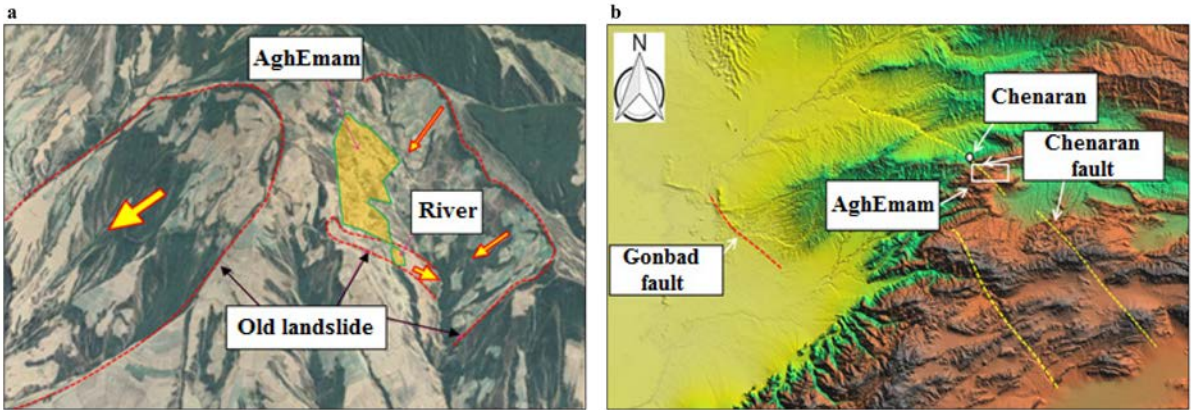 a
AghEmam
River
Old landslide
b
N
Chenaran
Chenaran
fault
AghEmam
Gonbad
fault